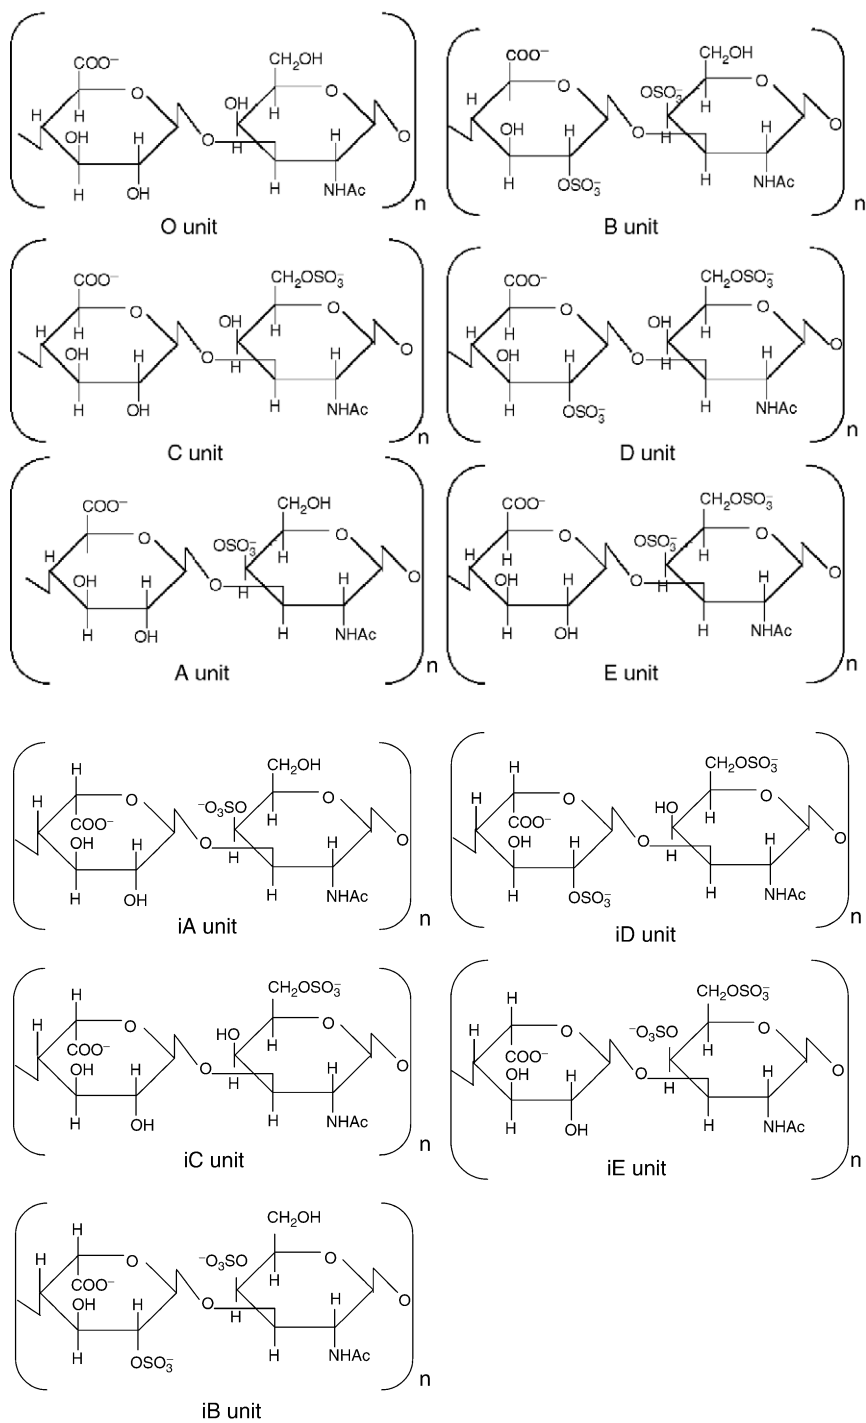 COO⁻ O CH₂OH O
H OH H OH H H H O O
H OH H NHAc n
O unit
COO⁻ O CH₂OH O
H OH H OSO₃⁻ H H H O O
H OSO₃⁻ H NHAc n
B unit
COO⁻ O CH₂OSO₃⁻ O
H OH H OH H H H O O
H OH H NHAc n
C unit
COO⁻ O CH₂OSO₃⁻ O
H OH H OH H H H O O
H OSO₃⁻ H NHAc n
D unit
COO⁻ O CH₂OH O
H OH H OSO₃⁻ H H H O O
H OH H NHAc n
A unit
COO⁻ O CH₂OSO₃⁻ O
H OH H OSO₃⁻ H H H O O
H OH H NHAc n
E unit
H O CH₂OH O
H COO⁻ OH H ⁻O₃SO H H H O O
H OH H NHAc n
iA unit
H O CH₂OSO₃⁻ O
H COO⁻ OH H HO H H H O O
H OSO₃⁻ H NHAc n
iD unit
H O CH₂OSO₃⁻ O
H COO⁻ OH H HO H H H O O
H OH H NHAc n
iC unit
H O CH₂OSO₃⁻ O
H COO⁻ OH H ⁻O₃SO H H H O O
H OH H NHAc n
iE unit
H O CH₂OH O
H COO⁻ OH H ⁻O₃SO H H H O O
H OSO₃⁻ H NHAc n
iB unit